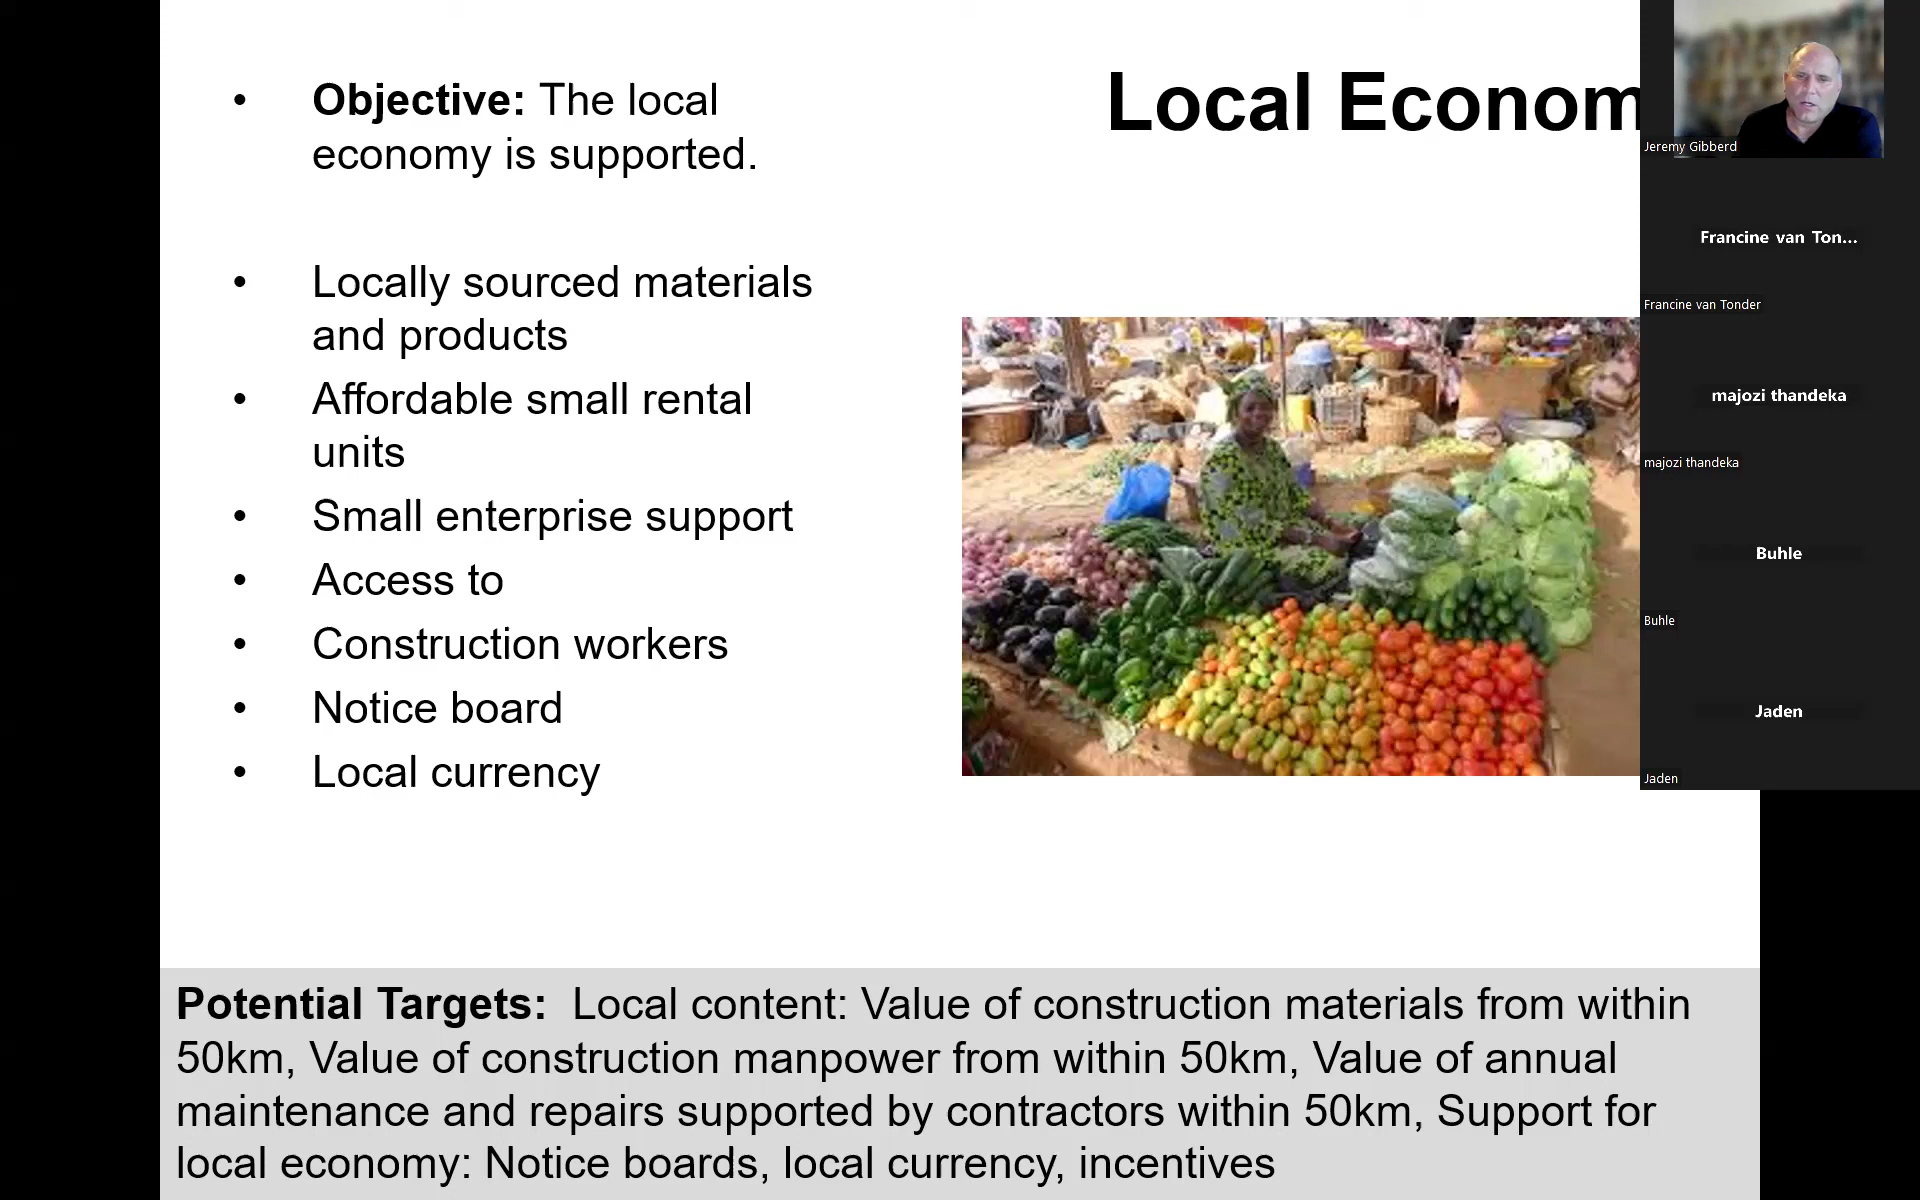 • Objective: The local
economy is supported.
• Locally sourced materials
and products
• Affordable small rental
units
• Small enterprise support
• Access to
• Construction workers
• Notice board
• Local currency
Local Econom
Potential Targets: Local content: Value of construction materials from within
50km, Value of construction manpower from within 50km, Value of annual
maintenance and repairs supported by contractors within 50km, Support for
local economy: Notice boards, local currency, incentives
Jeremy Gibberd
Francine van Ton...
Francine van Tonder
majozi thandeka
majozi thandeka
Buhle
Buhle
Jaden
Jaden